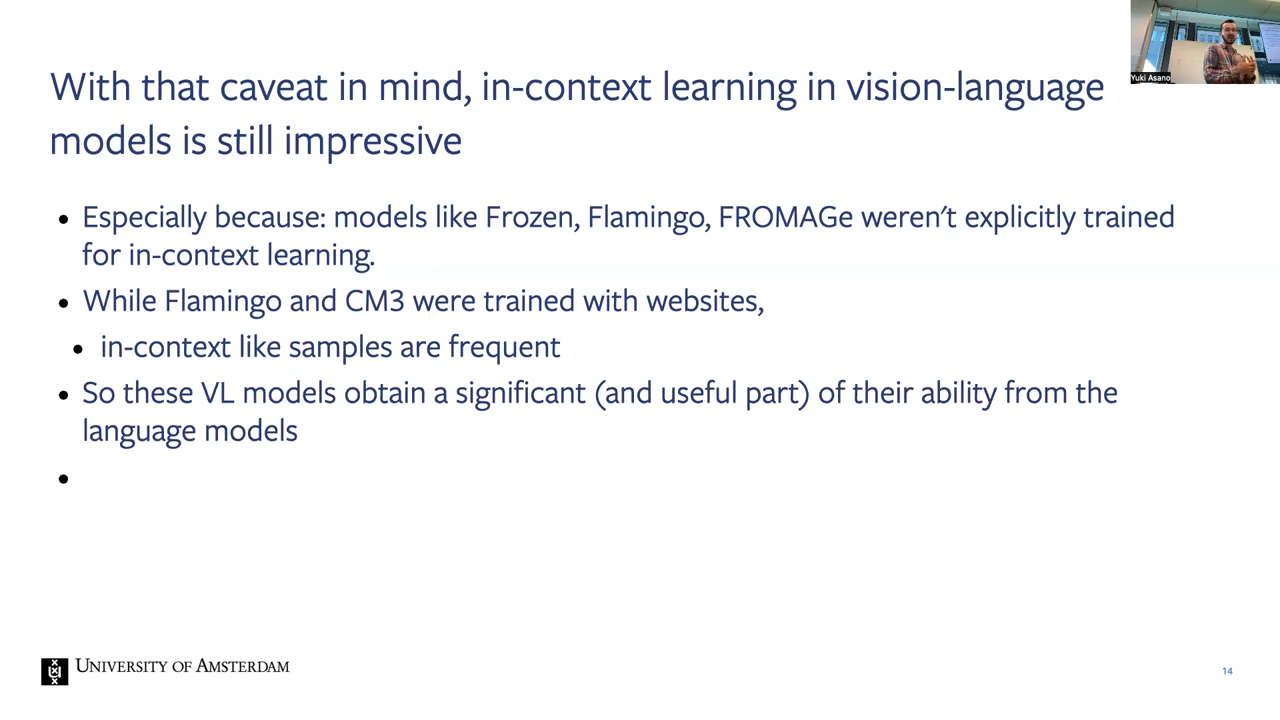 Yuki Asano
With that caveat in mind, in-context learning in vision-language
models is still impressive
• Especially because: models like Frozen, Flamingo, FROMAGe weren't explicitly trained
for in-context learning.
• While Flamingo and CM3 were trained with websites,
• in-context like samples are frequent
• So these VL models obtain a significant (and useful part) of their ability from the
language models
•
University of Amsterdam
14